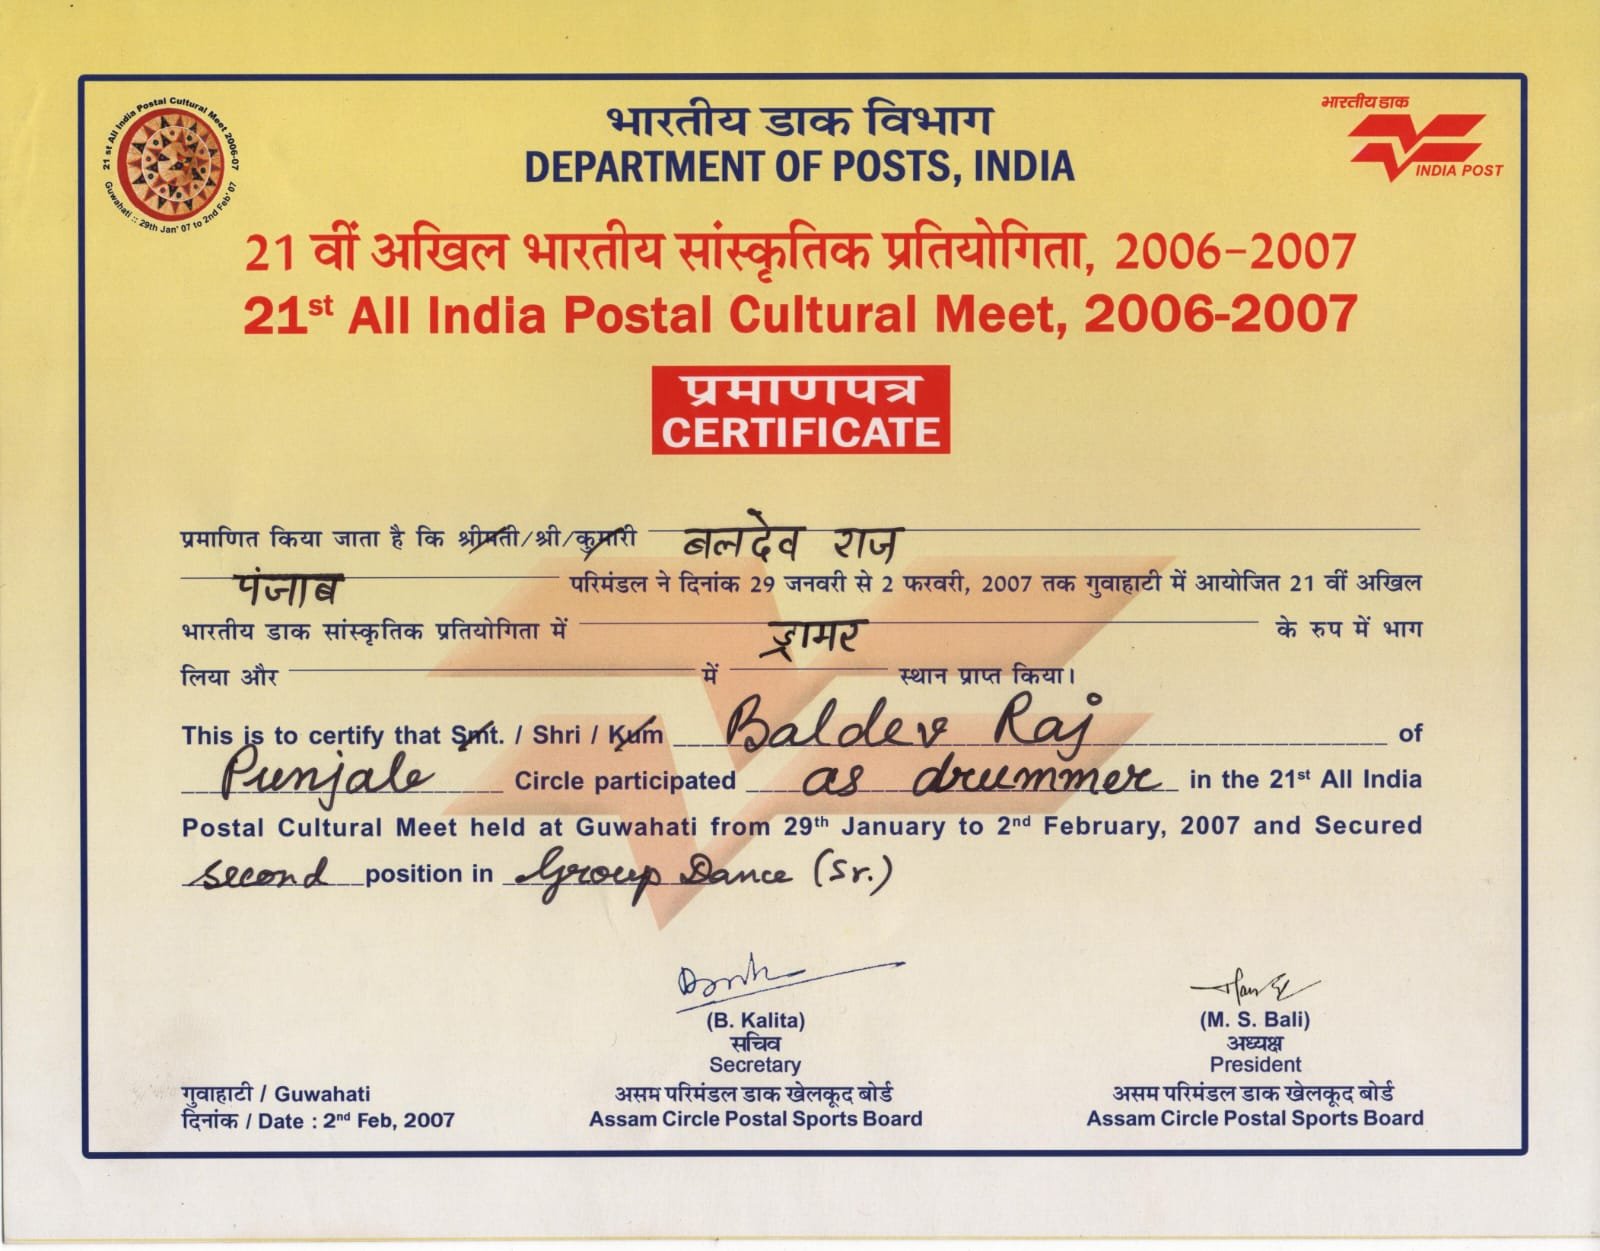 21 st All India Postal Cultural Meet 2006-07
Guwahati :: 29th Jan' 07 to 2nd Feb' 07
भारतीय डाक विभाग
DEPARTMENT OF POSTS, INDIA
भारतीय डाक
INDIA POST
21 वीं अखिल भारतीय सांस्कृतिक प्रतियोगिता, 2006-2007
21st All India Postal Cultural Meet, 2006-2007
प्रमाणपत्र
CERTIFICATE
प्रमाणित किया जाता है कि श्रीमती/श्री/कुमारी बलदेव राज
पंजाब परिमंडल ने दिनांक 29 जनवरी से 2 फरवरी, 2007 तक गुवाहाटी में आयोजित 21 वीं अखिल
भारतीय डाक सांस्कृतिक प्रतियोगिता में ड्रामर के रुप में भाग
लिया और में स्थान प्राप्त किया।
This is to certify that Smt. / Shri / Kum Baldev Raj of
Punjab Circle participated as drummer in the 21st All India
Postal Cultural Meet held at Guwahati from 29th January to 2nd February, 2007 and Secured
second position in Group Dance (Sr.)
(B. Kalita)
सचिव
Secretary
असम परिमंडल डाक खेलकूद बोर्ड
Assam Circle Postal Sports Board
(M. S. Bali)
अध्यक्ष
President
असम परिमंडल डाक खेलकूद बोर्ड
Assam Circle Postal Sports Board
गुवाहाटी / Guwahati
दिनांक / Date : 2nd Feb, 2007